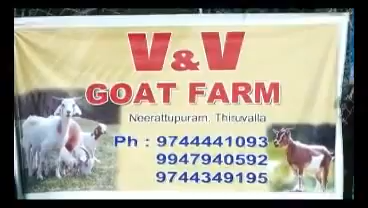 V & V
GOAT FARM
Neerattupuram, Thiruvalla
Ph : 9744441093
9947940592
9744349195